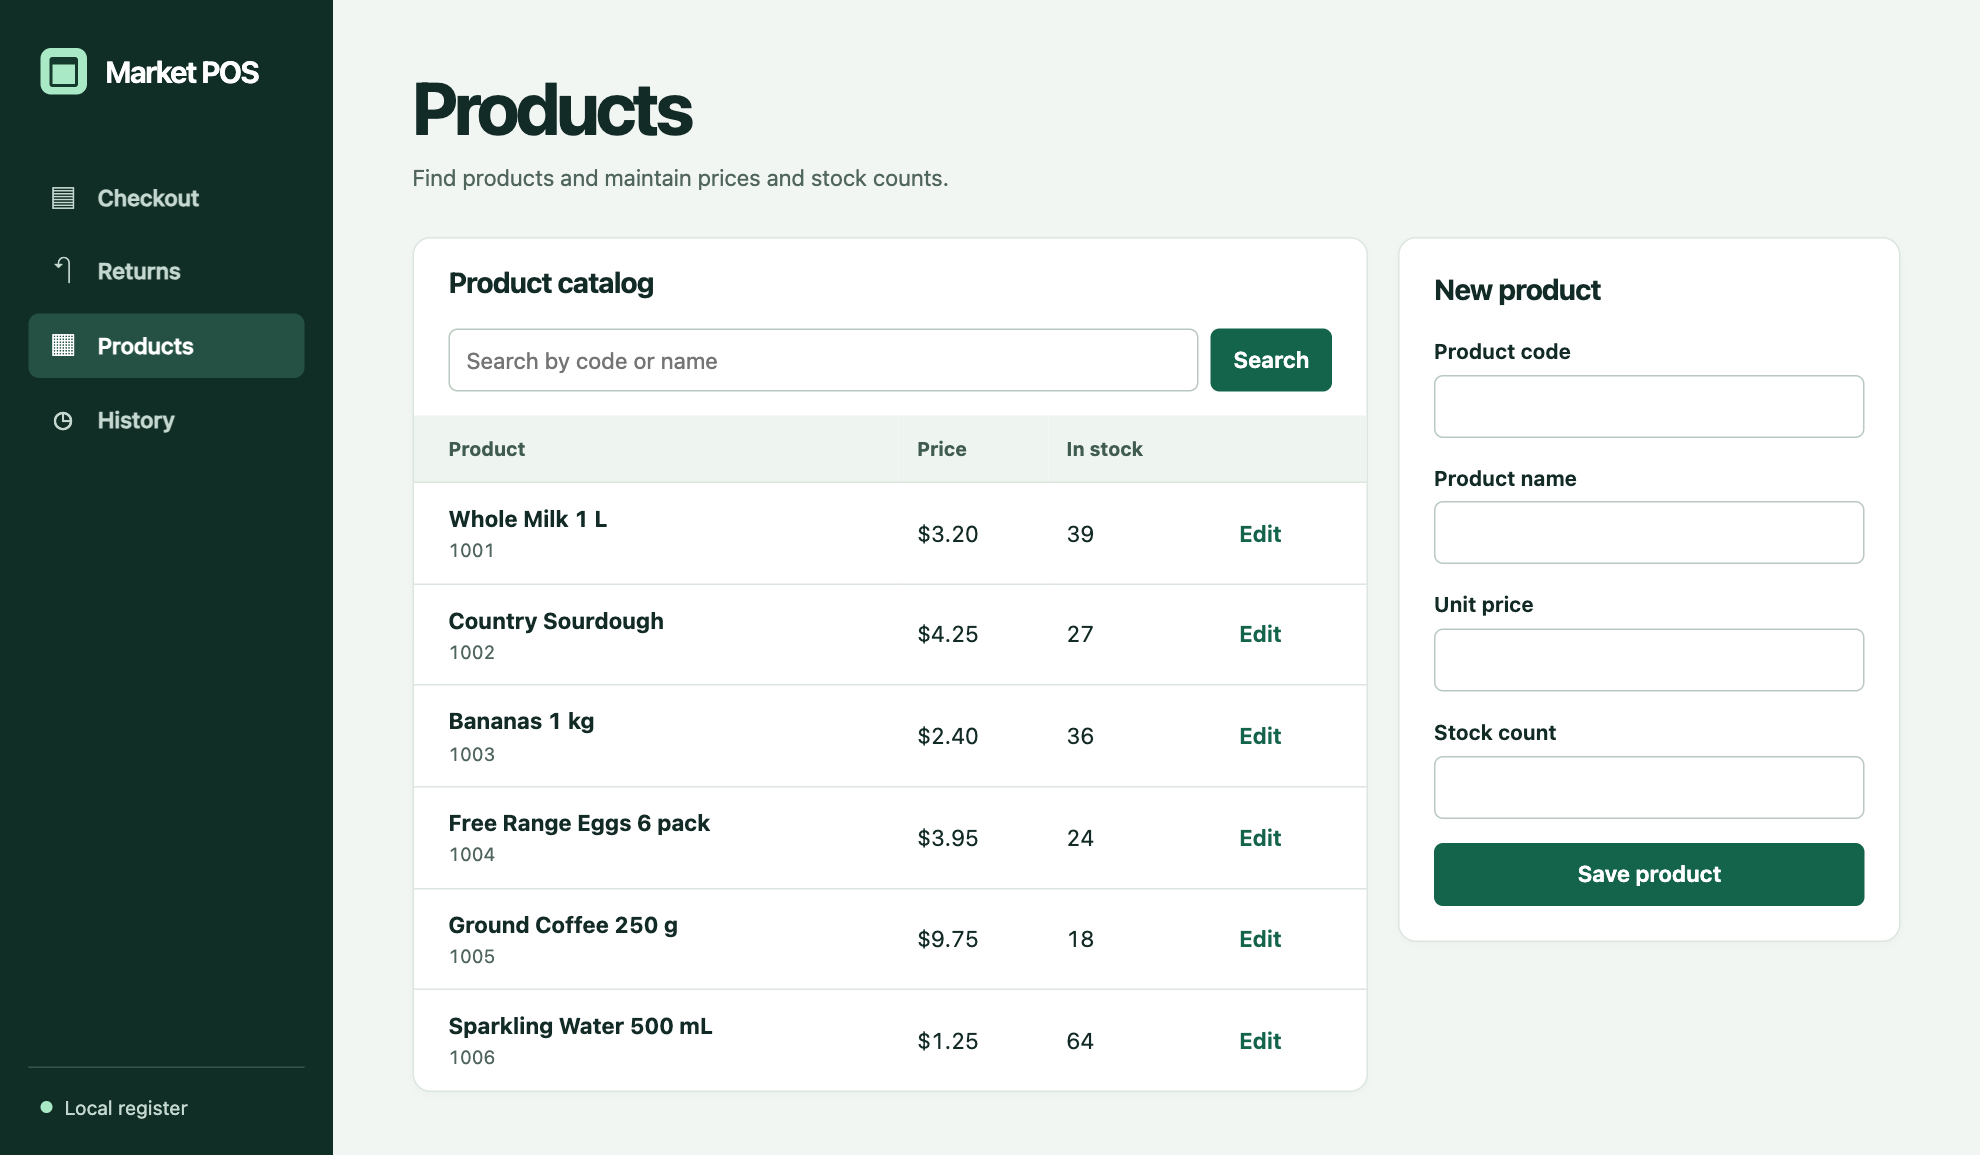 Market POS
Checkout
Returns
Products
History
Local register
Products
Find products and maintain prices and stock counts.
Product catalog
Search by code or name
Search
Product Price In stock
Whole Milk 1 L
1001
$3.20 39 Edit
Country Sourdough
1002
$4.25 27 Edit
Bananas 1 kg
1003
$2.40 36 Edit
Free Range Eggs 6 pack
1004
$3.95 24 Edit
Ground Coffee 250 g
1005
$9.75 18 Edit
Sparkling Water 500 mL
1006
$1.25 64 Edit
New product
Product code
Product name
Unit price
Stock count
Save product